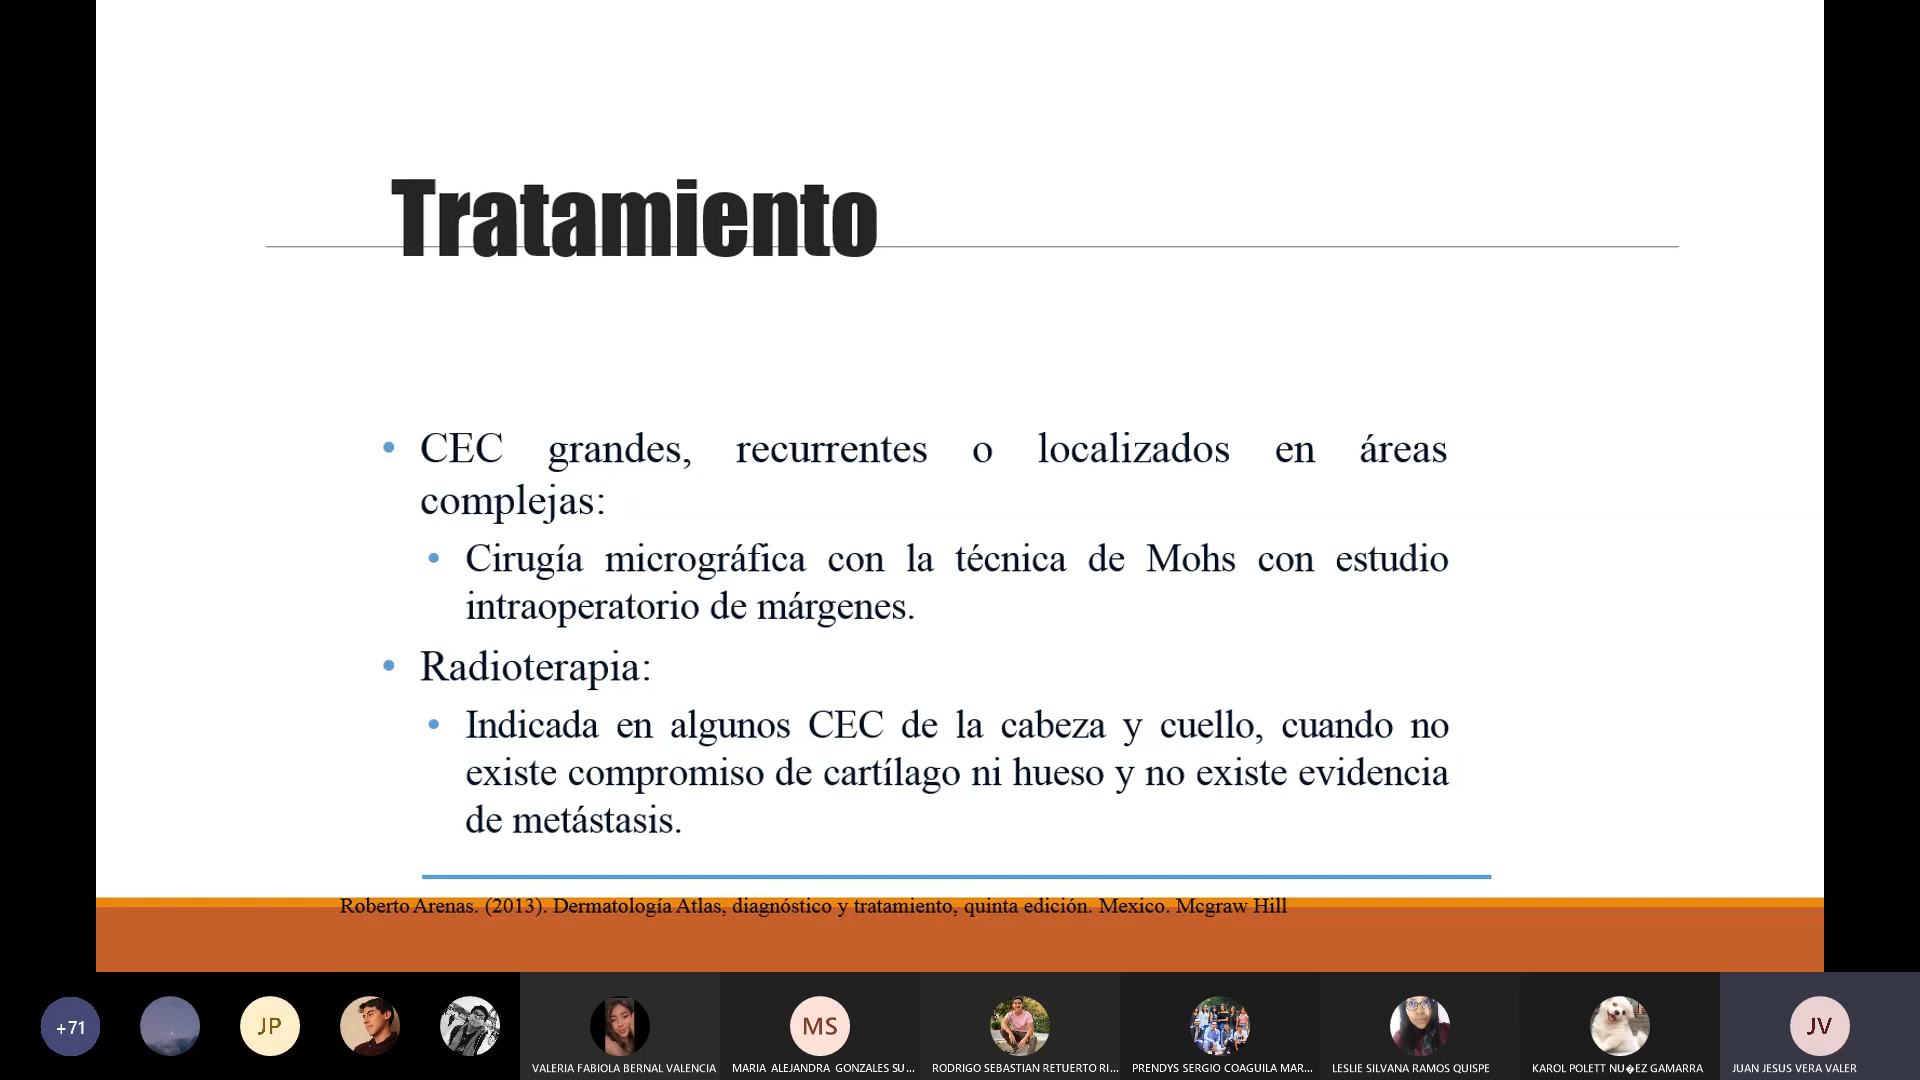 Tratamiento
• CEC grandes, recurrentes o localizados en áreas
complejas:
• Cirugía micrográfica con la técnica de Mohs con estudio
intraoperatorio de márgenes.
• Radioterapia:
• Indicada en algunos CEC de la cabeza y cuello, cuando no
existe compromiso de cartílago ni hueso y no existe evidencia
de metástasis.
Roberto Arenas. (2013). Dermatología Atlas, diagnóstico y tratamiento, quinta edición. Mexico. Mcgraw Hill
+71
JP
MS
JV
VALERIA FABIOLA BERNAL VALENCIA
MARIA ALEJANDRA GONZALES SU...
RODRIGO SEBASTIAN RETUERTO RI...
PRENDYS SERGIO COAGUILA MAR...
LESLIE SILVANA RAMOS QUISPE
KAROL POLETT NU�EZ GAMARRA
JUAN JESUS VERA VALER